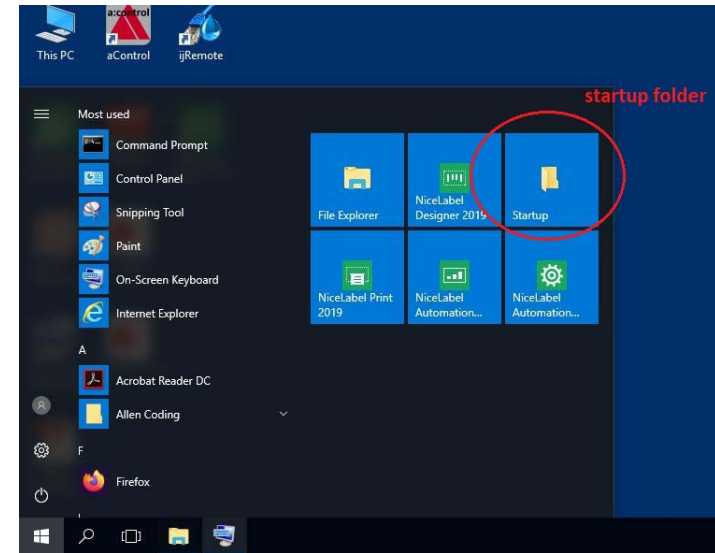 a:control
This PC
aControl
ijRemote
startup folder
Most used
Command Prompt
Control Panel
Snipping Tool
Paint
On-Screen Keyboard
Internet Explorer
A
Acrobat Reader DC
Allen Coding
F
Firefox
File Explorer
NiceLabel
Designer 2019
Startup
NiceLabel Print
2019
NiceLabel
Automation...
NiceLabel
Automation...